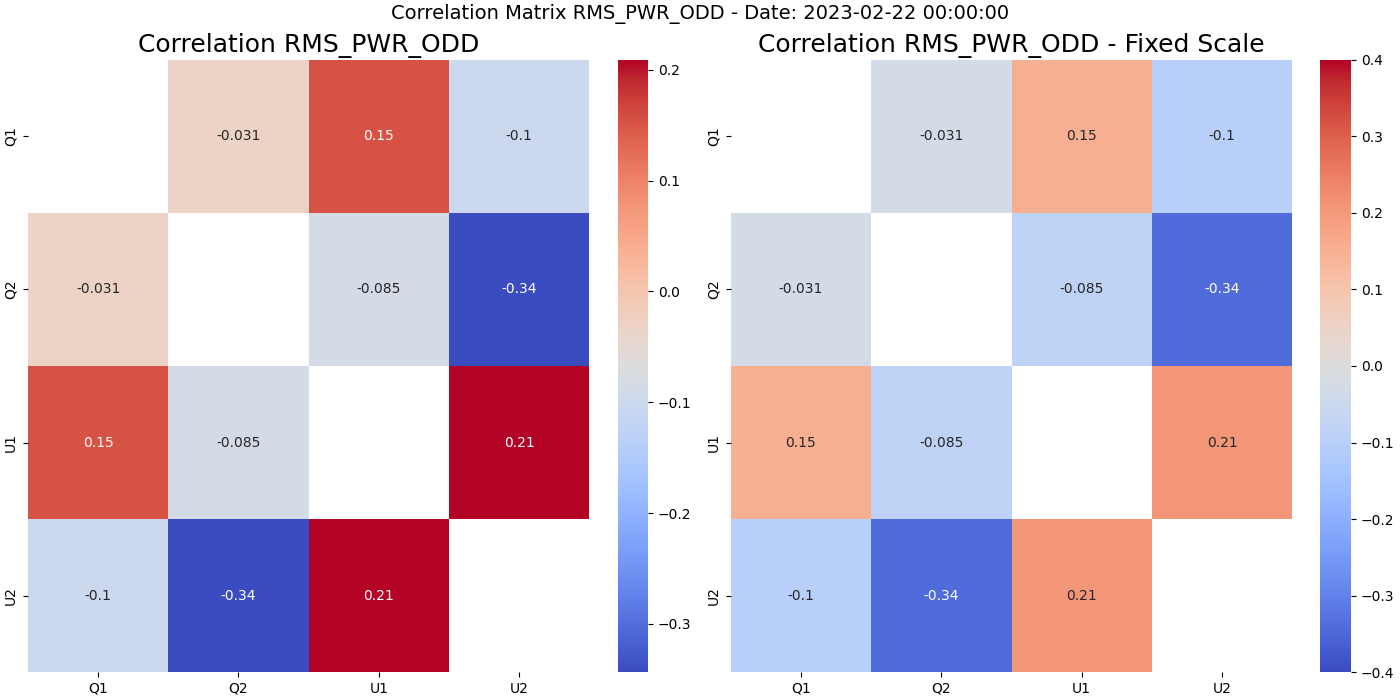 Correlation Matrix RMS_PWR_ODD - Date: 2023-02-22 00:00:00
Correlation RMS_PWR_ODD
Q1
-0.031
0.15
-0.1
Q2
-0.031
-0.085
-0.34
U1
0.15
-0.085
0.21
U2
-0.1
-0.34
0.21
Q1
Q2
U1
U2
0.2
0.1
0.0
−0.1
−0.2
−0.3
Correlation RMS_PWR_ODD - Fixed Scale
Q1
-0.031
0.15
-0.1
Q2
-0.031
-0.085
-0.34
U1
0.15
-0.085
0.21
U2
-0.1
-0.34
0.21
Q1
Q2
U1
U2
0.4
0.3
0.2
0.1
0.0
−0.1
−0.2
−0.3
−0.4